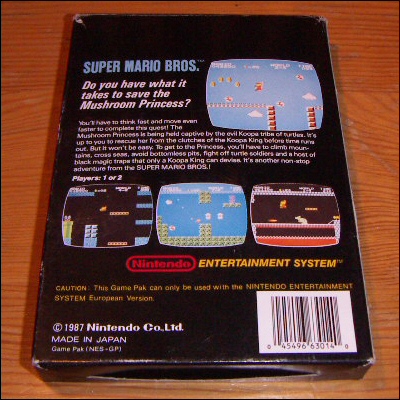 SUPER MARIO BROS.™
Do you have what it
takes to save the
Mushroom Princess?
You'll have to think fast and move even
faster to complete this quest! The
Mushroom Princess is being held captive by the evil Koopa tribe of turtles. It's
up to you to rescue her from the clutches of the Koopa King before time runs
out. But it won't be easy. To get to the Princess, you'll have to climb moun-
tains, cross seas, avoid bottomless pits, fight off turtle soldiers and a host of
black magic traps that only a Koopa King can devise. It's another non-stop
adventure from the SUPER MARIO BROS.!
Players: 1 or 2
Nintendo ENTERTAINMENT SYSTEM™
CAUTION: This Game Pak can only be used with the NINTENDO ENTERTAINMENT
SYSTEM European Version.
© 1987 Nintendo Co., Ltd.
MADE IN JAPAN
Game Pak (NES-GP)
0 45496 63014 0